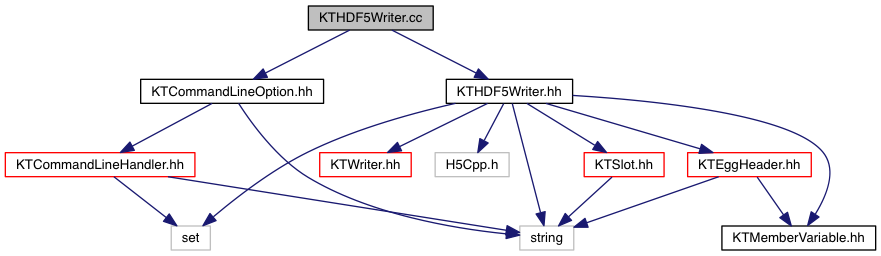 KTHDF5Writer.cc
KTCommandLineOption.hh
KTHDF5Writer.hh
KTCommandLineHandler.hh
KTWriter.hh
H5Cpp.h
KTSlot.hh
KTEggHeader.hh
set
string
KTMemberVariable.hh